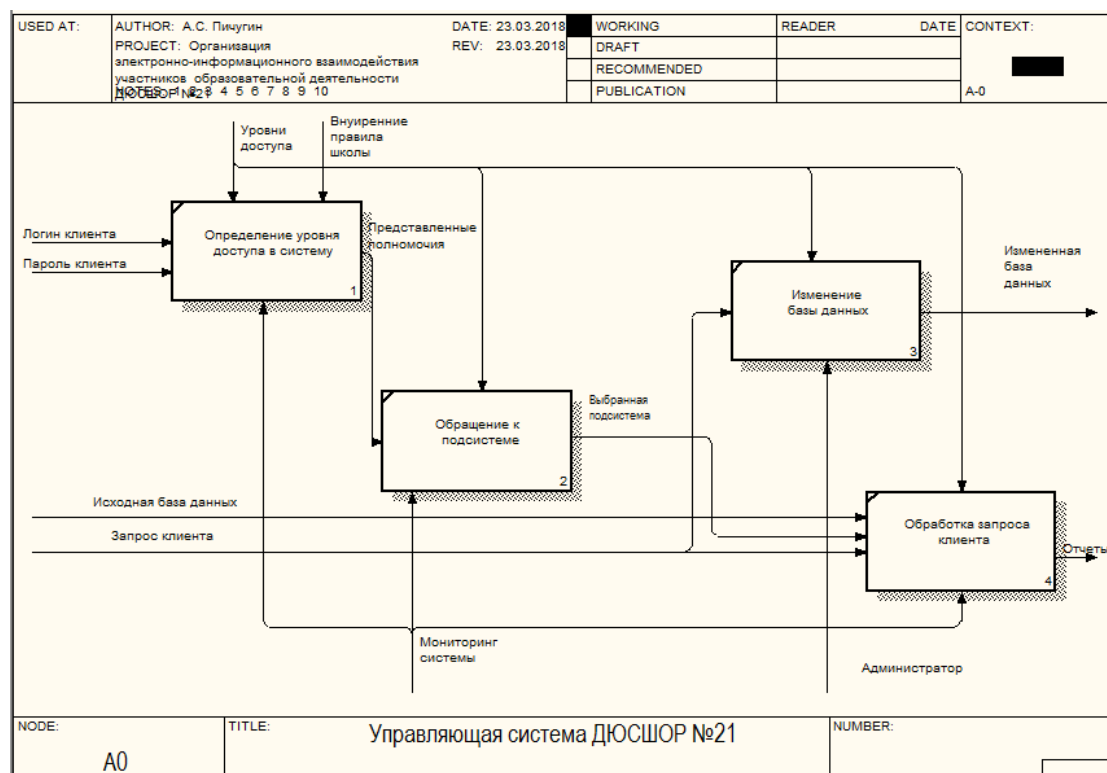 USED AT:
AUTHOR: А.С. Пичугин
DATE: 23.03.2018
WORKING
READER
DATE
CONTEXT:
PROJECT: Организация
REV: 23.03.2018
DRAFT
электронно-информационного взаимодействия
RECOMMENDED
участников образовательной деятельности
ДЮСШОР №21
NOTES: 1 2 3 4 5 6 7 8 9 10
PUBLICATION
A-0
Уровни
доступа
Внуиренние
правила
школы
Логин клиента
Пароль клиента
Определение уровня
доступа в систему
1
Представленные
полномочия
Измененная
база
данных
Изменение
базы данных
3
Выбранная
подсистема
Обращение к
подсистеме
2
Исходная база данных
Запрос клиента
Обработка запроса
клиента
4
Отчеты
Мониторинг
системы
Администратор
NODE:
A0
TITLE:
Управляющая система ДЮСШОР №21
NUMBER: